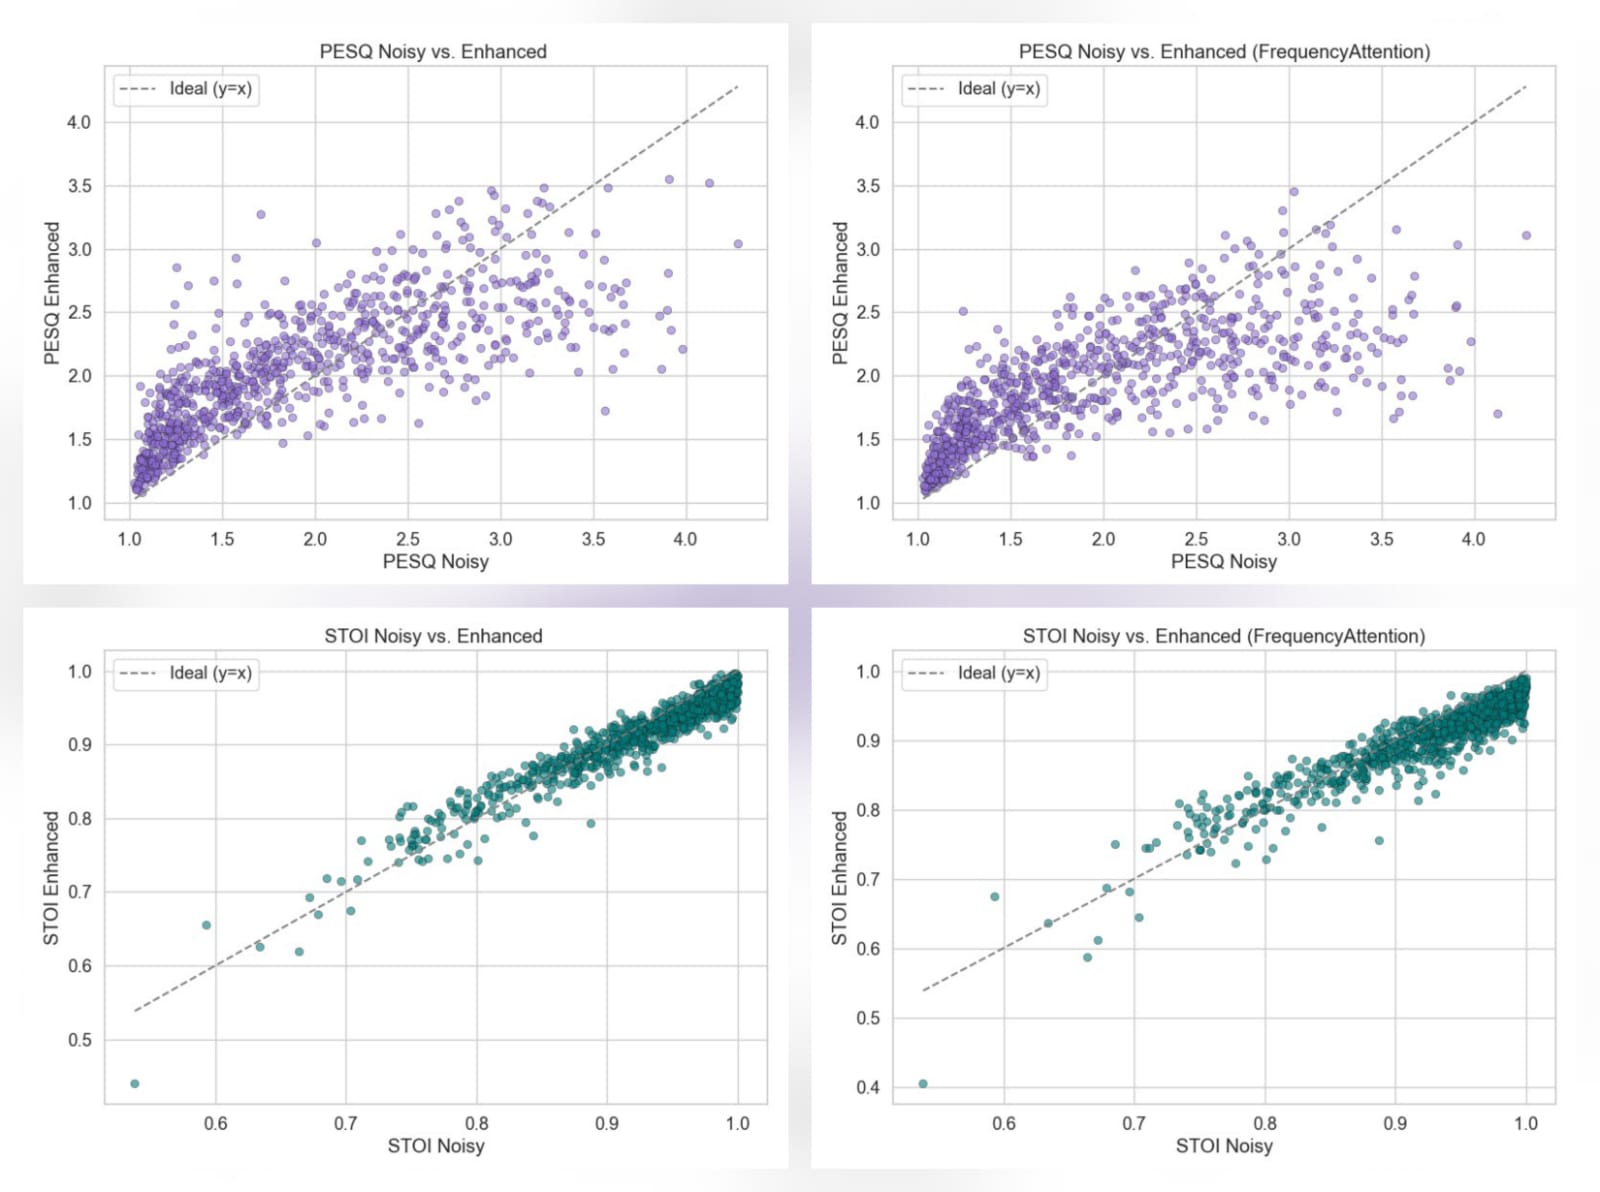 PESQ Noisy vs. Enhanced
Ideal (y=x)
4.0
3.5
3.0
2.5
2.0
1.5
1.0
PESQ Enhanced
1.0 1.5 2.0 2.5 3.0 3.5 4.0
PESQ Noisy
PESQ Noisy vs. Enhanced (FrequencyAttention)
Ideal (y=x)
4.0
3.5
3.0
2.5
2.0
1.5
1.0
PESQ Enhanced
1.0 1.5 2.0 2.5 3.0 3.5 4.0
PESQ Noisy
STOI Noisy vs. Enhanced
Ideal (y=x)
1.0
0.9
0.8
0.7
0.6
0.5
STOI Enhanced
0.6 0.7 0.8 0.9 1.0
STOI Noisy
STOI Noisy vs. Enhanced (FrequencyAttention)
Ideal (y=x)
1.0
0.9
0.8
0.7
0.6
0.5
0.4
STOI Enhanced
0.6 0.7 0.8 0.9 1.0
STOI Noisy